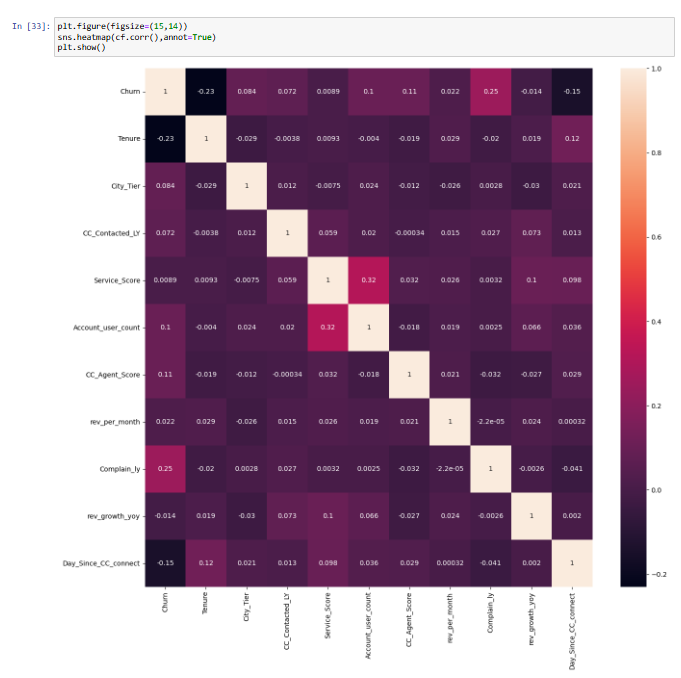 In [33]: plt.figure(figsize=(15,14))
sns.heatmap(cf.corr(),annot=True)
plt.show()
Churn 1 -0.23 0.084 0.072 0.0089 0.1 0.11 0.022 0.25 -0.014 -0.15
Tenure -0.23 1 -0.029 -0.0038 0.0093 -0.004 -0.019 0.029 -0.02 0.019 0.12
City_Tier 0.084 -0.029 1 0.012 -0.0075 0.024 -0.012 -0.026 0.0028 -0.03 0.021
CC_Contacted_LY 0.072 -0.0038 0.012 1 0.059 0.02 -0.00034 0.015 0.027 0.073 0.013
Service_Score 0.0089 0.0093 -0.0075 0.059 1 0.32 0.032 0.026 0.0032 0.1 0.098
Account_user_count 0.1 -0.004 0.024 0.02 0.32 1 -0.018 0.019 0.0025 0.066 0.036
CC_Agent_Score 0.11 -0.019 -0.012 -0.00034 0.032 -0.018 1 0.021 -0.032 -0.027 0.029
rev_per_month 0.022 0.029 -0.026 0.015 0.026 0.019 0.021 1 -2.2e-05 0.024 0.00032
Complain_ly 0.25 -0.02 0.0028 0.027 0.0032 0.0025 -0.032 -2.2e-05 1 -0.0026 -0.041
rev_growth_yoy -0.014 0.019 -0.03 0.073 0.1 0.066 -0.027 0.024 -0.0026 1 0.002
Day_Since_CC_connect -0.15 0.12 0.021 0.013 0.098 0.036 0.029 0.00032 -0.041 0.002 1
Churn
Tenure
City_Tier
CC_Contacted_LY
Service_Score
Account_user_count
CC_Agent_Score
rev_per_month
Complain_ly
rev_growth_yoy
Day_Since_CC_connect
1.0
0.8
0.6
0.4
0.2
0.0
-0.2